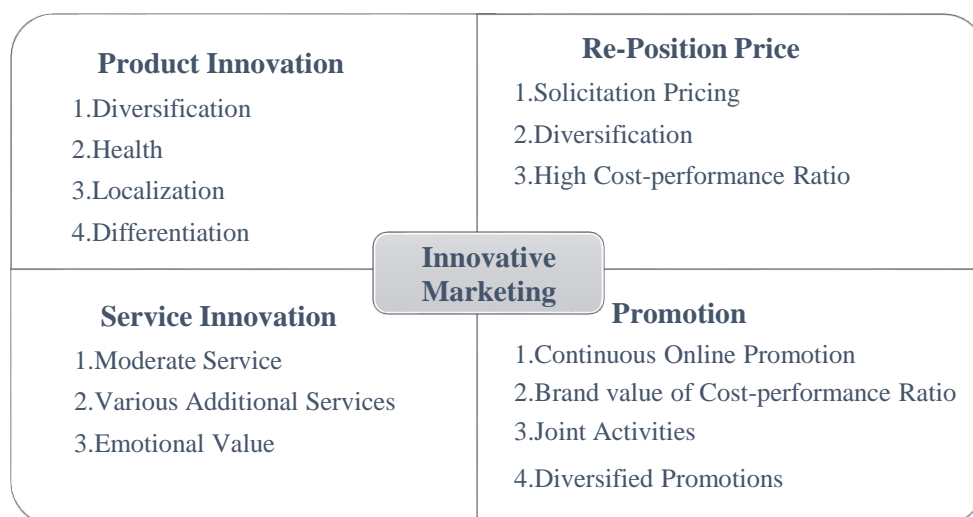 Product Innovation
1.Diversification
2.Health
3.Localization
4.Differentiation
Re-Position Price
1.Solicitation Pricing
2.Diversification
3.High Cost-performance Ratio
Innovative
Marketing
Service Innovation
1.Moderate Service
2.Various Additional Services
3.Emotional Value
Promotion
1.Continuous Online Promotion
2.Brand value of Cost-performance Ratio
3.Joint Activities
4.Diversified Promotions